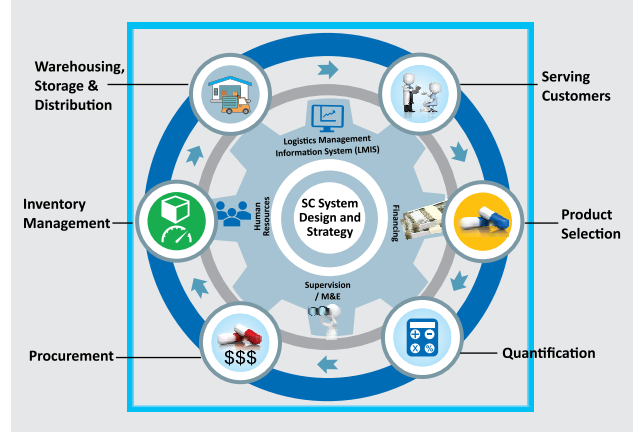 Warehousing,
Storage &
Distribution
Serving
Customers
Logistics Management
Information System (LMIS)
Inventory
Management
Human
Resources
SC System
Design and
Strategy
Financing
Product
Selection
Supervision
/ M&E
Procurement
$$$
Quantification